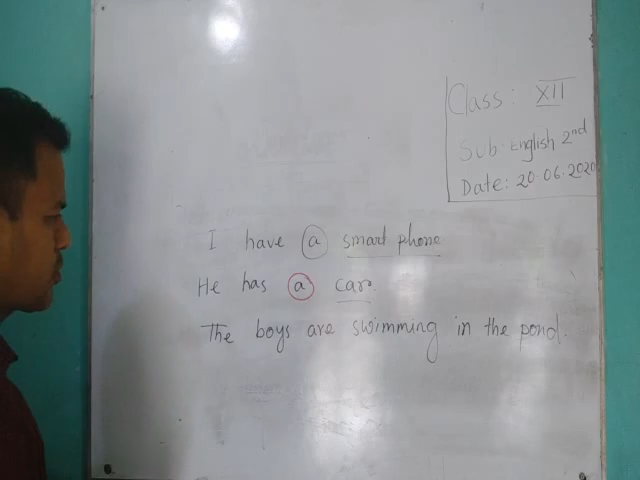 Class: XII
Sub: English 2nd
Date: 20.06.2020
I have a smart phone
He has a car.
The boys are swimming in the pond.